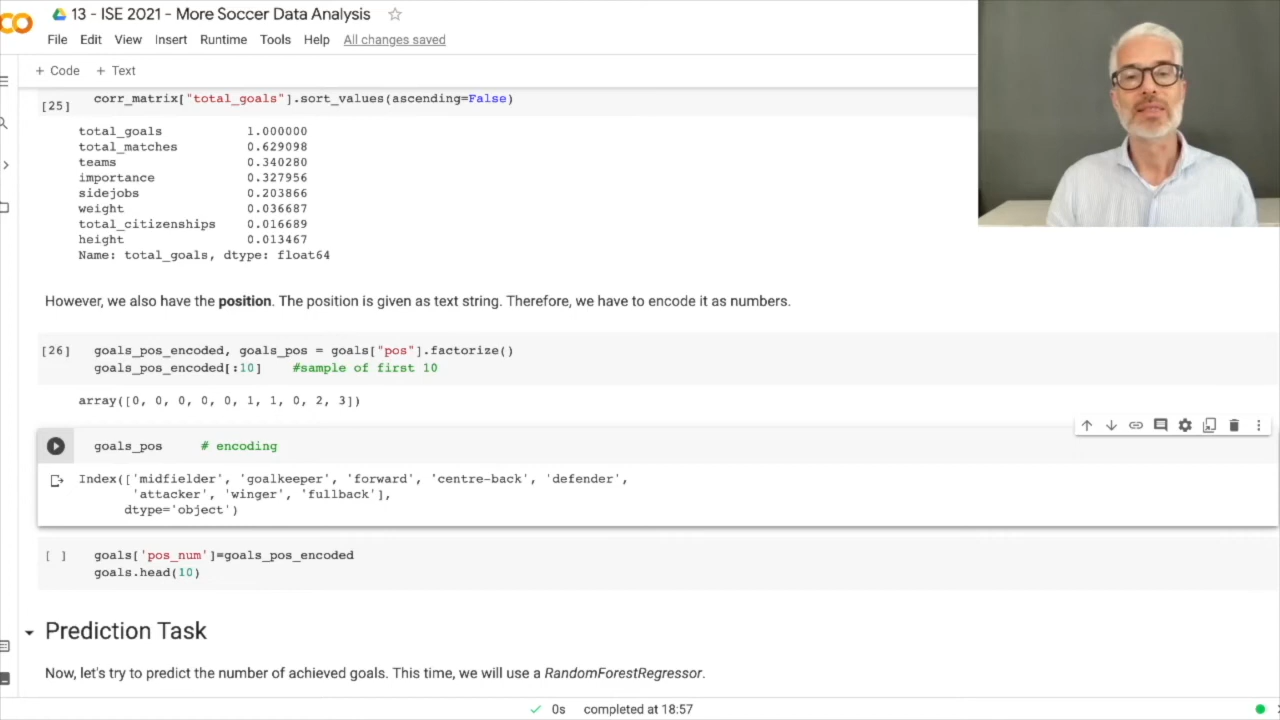 CO
13 - ISE 2021 - More Soccer Data Analysis
File Edit View Insert Runtime Tools Help All changes saved
+ Code + Text
[25] corr_matrix["total_goals"].sort_values(ascending=False)
total_goals 1.000000
total_matches 0.629098
teams 0.340280
importance 0.327956
sidejobs 0.203866
weight 0.036687
total_citizenships 0.016689
height 0.013467
Name: total_goals, dtype: float64
However, we also have the position. The position is given as text string. Therefore, we have to encode it as numbers.
[26] goals_pos_encoded, goals_pos = goals["pos"].factorize()
goals_pos_encoded[:10] #sample of first 10
array([0, 0, 0, 0, 0, 1, 1, 0, 2, 3])
goals_pos # encoding
Index(['midfielder', 'goalkeeper', 'forward', 'centre-back', 'defender',
'attacker', 'winger', 'fullback'],
dtype='object')
[ ] goals['pos_num']=goals_pos_encoded
goals.head(10)
Prediction Task
Now, let's try to predict the number of achieved goals. This time, we will use a RandomForestRegressor.
0s completed at 18:57